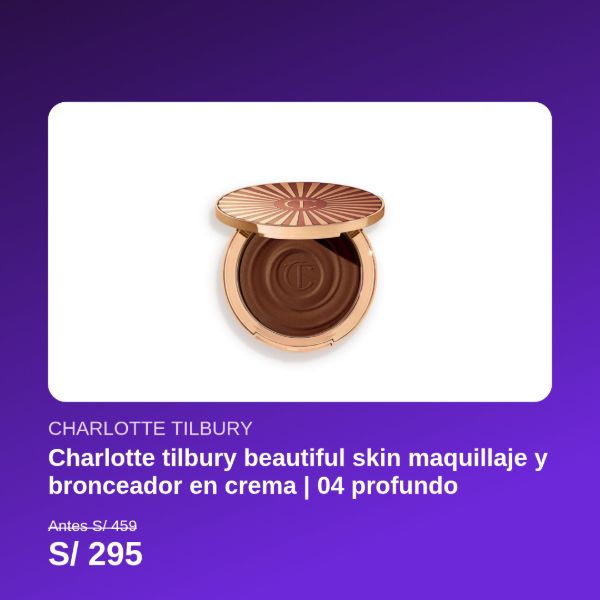 CHARLOTTE TILBURY
Charlotte tilbury beautiful skin maquillaje y
bronceador en crema | 04 profundo
Antes S/ 459
S/ 295